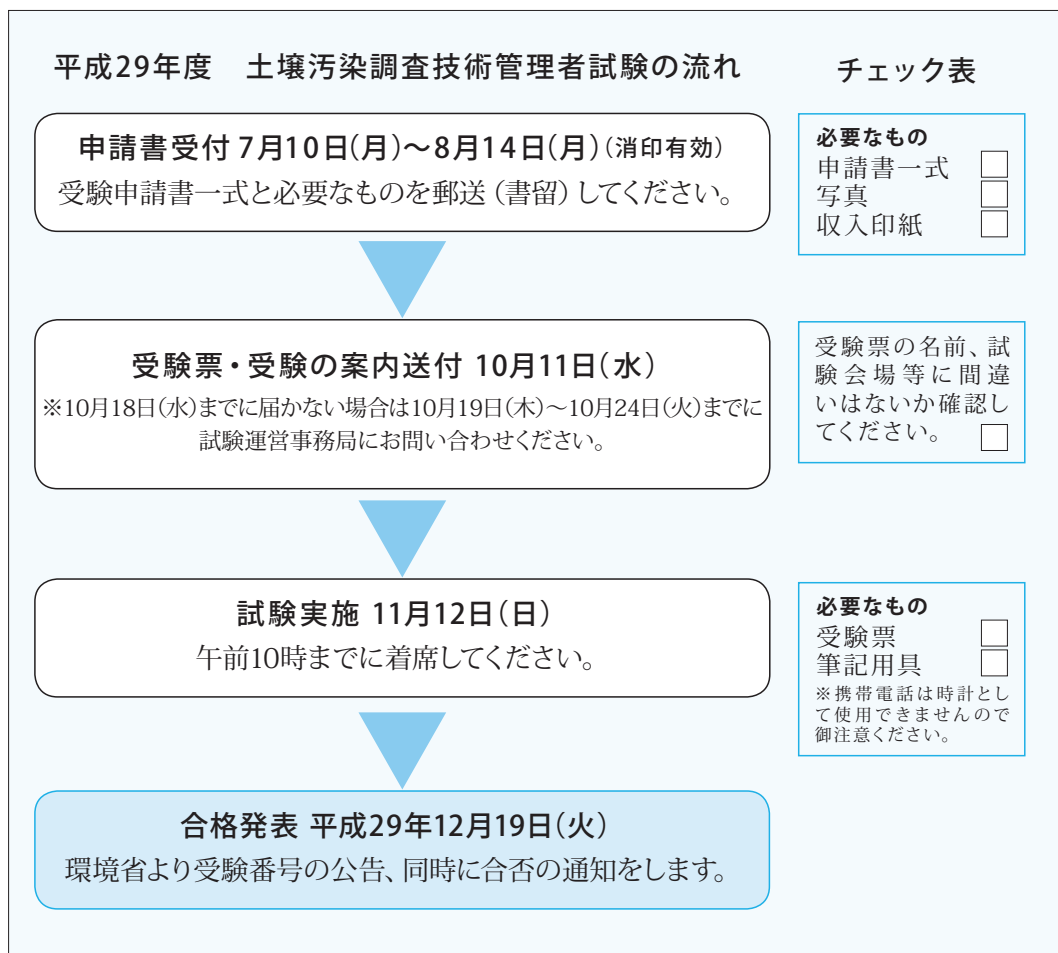 平成29年度　土壌汚染調査技術管理者試験の流れ
チェック表
申請書受付 7月10日(月)～8月14日(月)(消印有効)
受験申請書一式と必要なものを郵送（書留）してください。
必要なもの
申請書一式
写真
収入印紙
受験票・受験の案内送付 10月11日(水)
※10月18日(水)までに届かない場合は10月19日(木)～10月24日(火)までに
試験運営事務局にお問い合わせください。
受験票の名前、試
験会場等に間違
いはないか確認し
てください。
試験実施 11月12日(日)
午前10時までに着席してください。
必要なもの
受験票
筆記用具
※携帯電話は時計とし
て使用できませんので
御注意ください。
合格発表 平成29年12月19日(火)
環境省より受験番号の公告、同時に合否の通知をします。